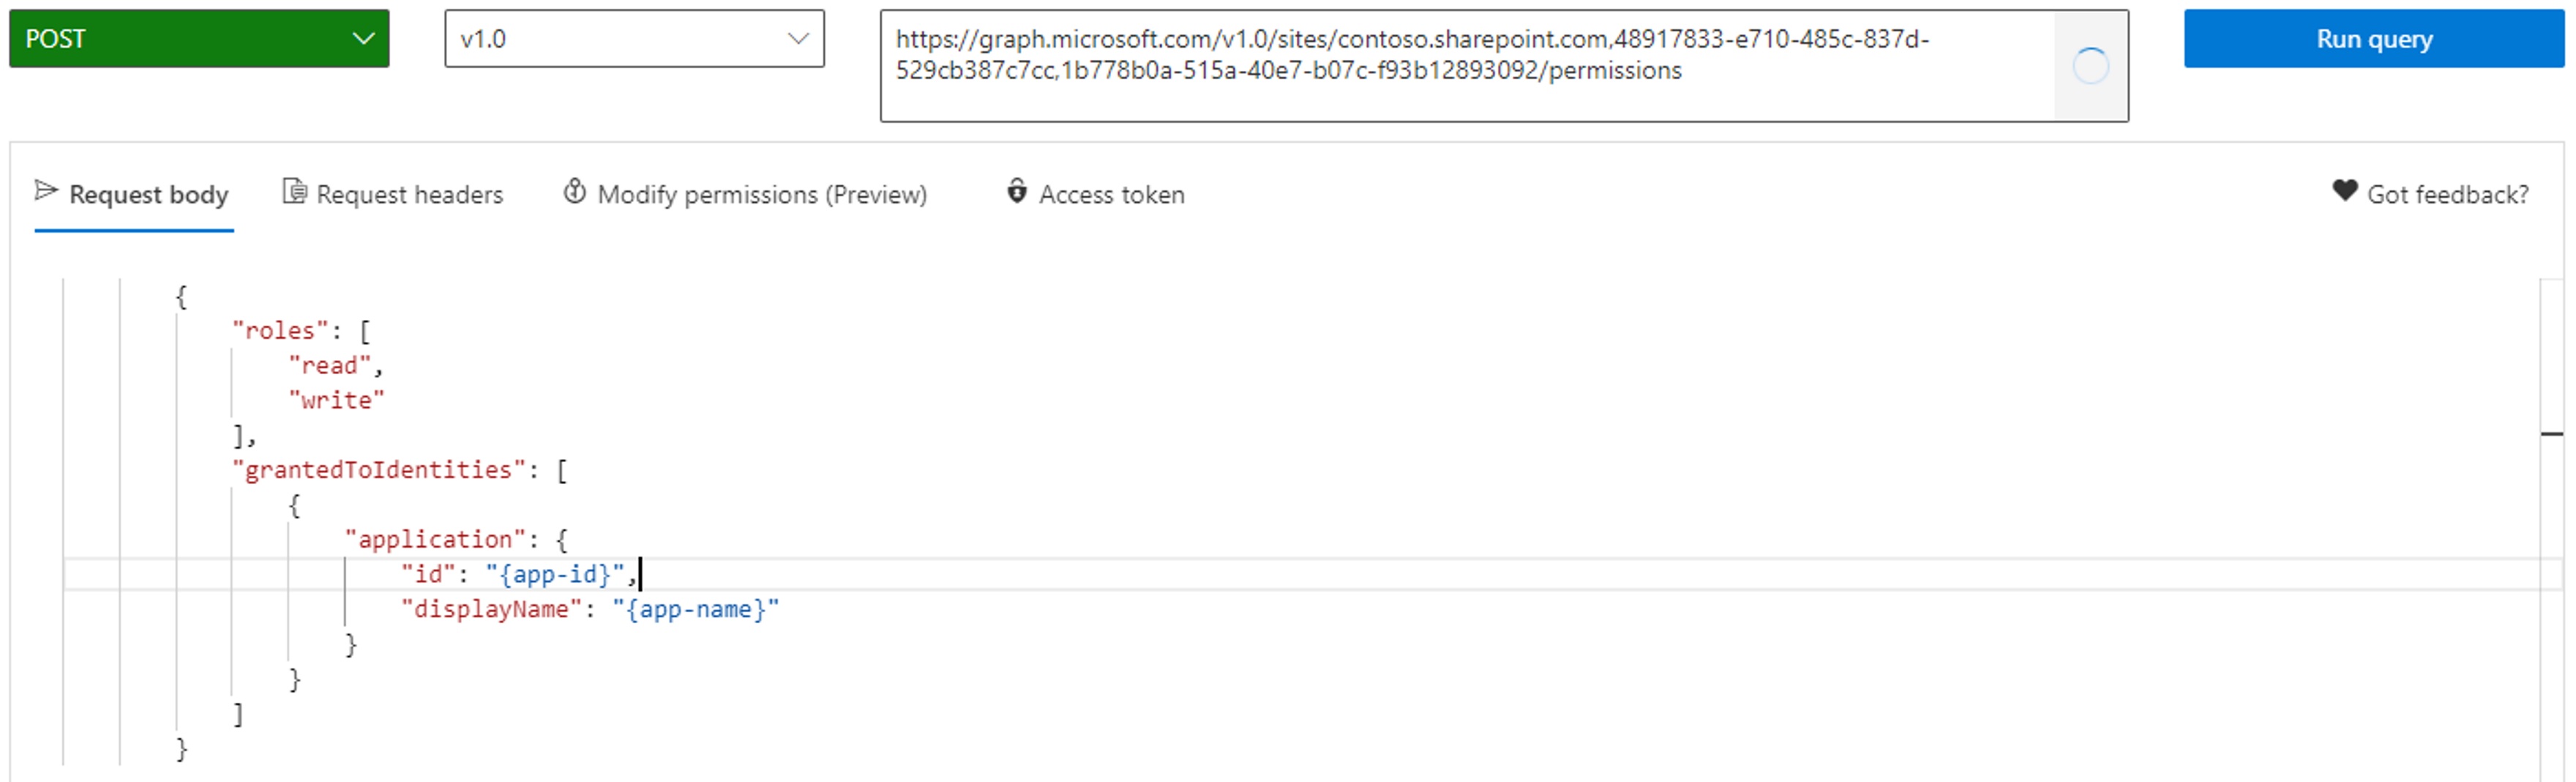 POST
v1.0
https://graph.microsoft.com/v1.0/sites/contoso.sharepoint.com,48917833-e710-485c-837d-
529cb387c7cc,1b778b0a-515a-40e7-b07c-f93b12893092/permissions
Run query
Request body
Request headers
Modify permissions (Preview)
Access token
Got feedback?
{
"roles": [
"read",
"write"
],
"grantedToIdentities": [
{
"application": {
"id": "{app-id}",
"displayName": "{app-name}"
}
}
]
}